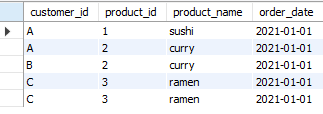 customer_id product_id product_name order_date
A 1 sushi 2021-01-01
A 2 curry 2021-01-01
B 2 curry 2021-01-01
C 3 ramen 2021-01-01
C 3 ramen 2021-01-01